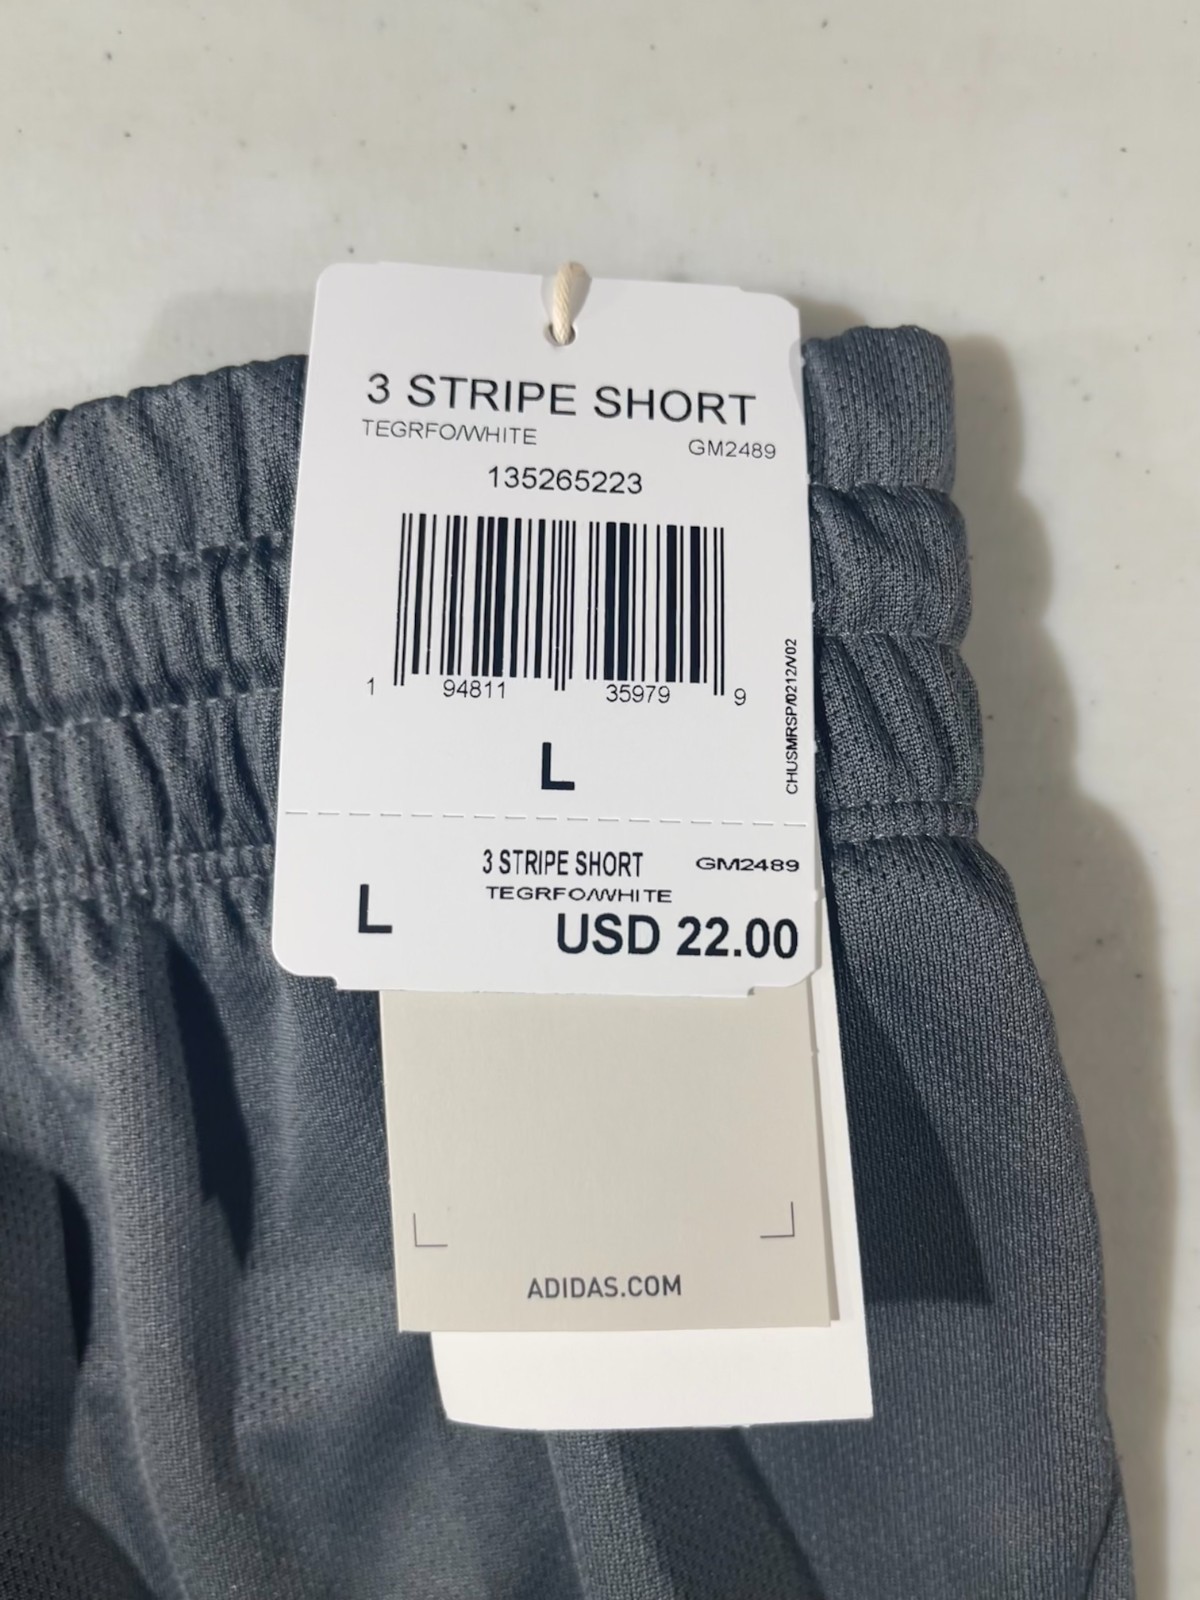 3 STRIPE SHORT
TEGRFO/WHITE GM2489
135265223
1 94811 35979 9
CHUSMRSP/0212/V02
L
3 STRIPE SHORT GM2489
TEGRFO/WHITE
L USD 22.00
ADIDAS.COM